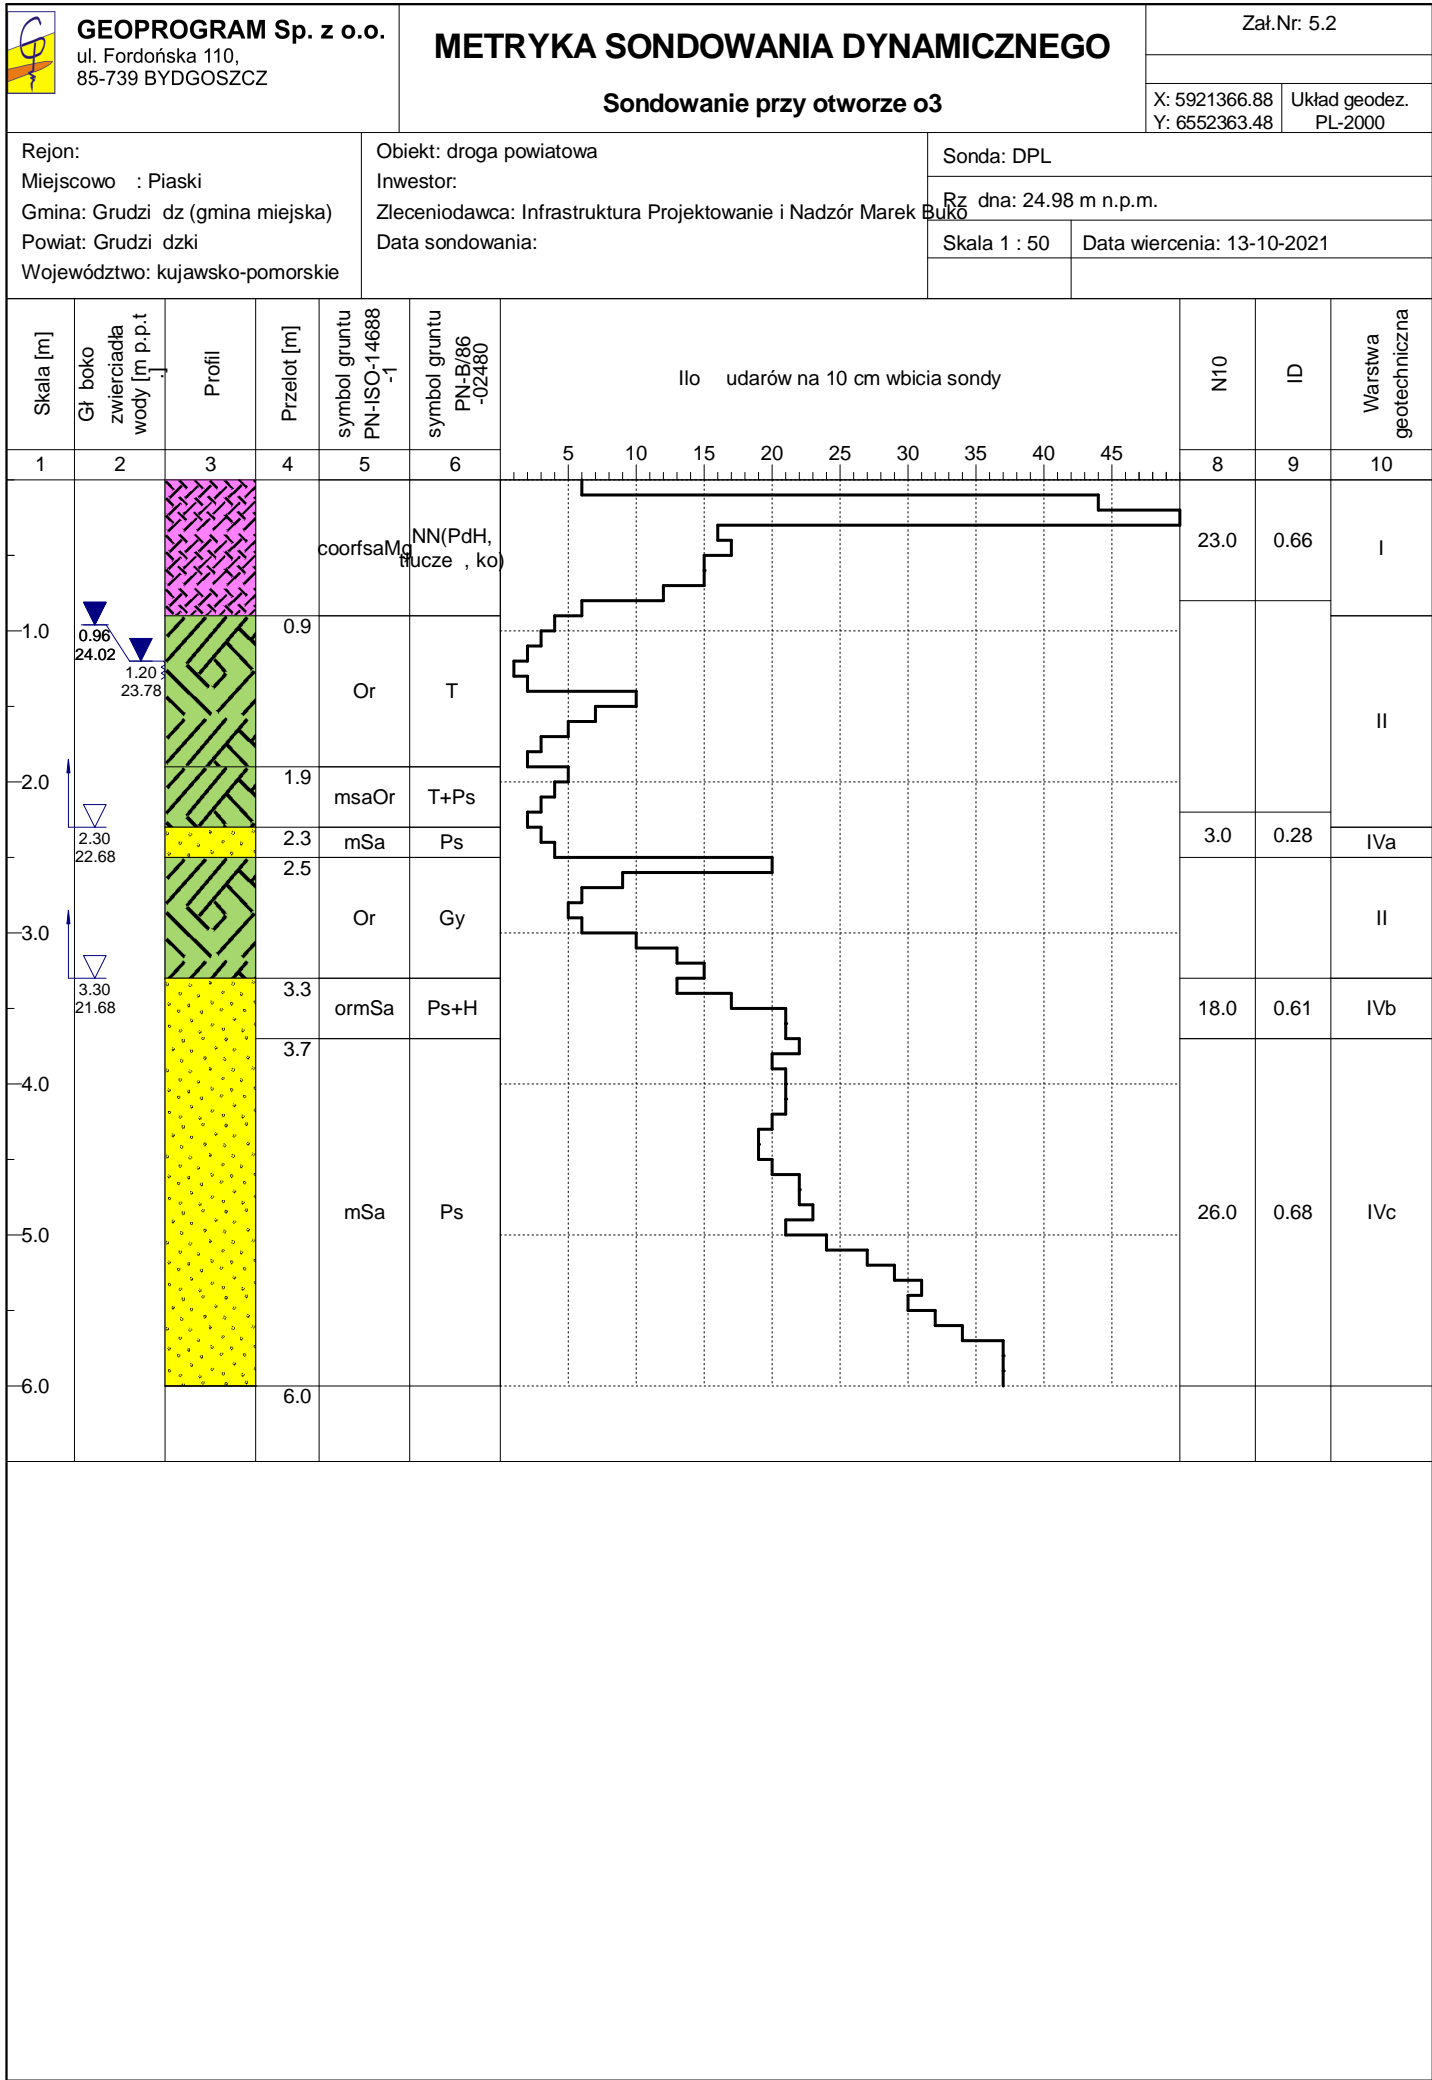 GEOPROGRAM Sp. z o.o.
ul. Fordońska 110,
85-739 BYDGOSZCZ
METRYKA SONDOWANIA DYNAMICZNEGO
Sondowanie przy otworze o3
Zał.Nr: 5.2
X: 5921366.88
Y: 6552363.48
Układ geodez.
PL-2000
Rejon:
Miejscowo : Piaski
Gmina: Grudzi dz (gmina miejska)
Powiat: Grudzi dzki
Województwo: kujawsko-pomorskie
Obiekt: droga powiatowa
Inwestor:
Zleceniodawca: Infrastruktura Projektowanie i Nadzór Marek Buko
Data sondowania:
Sonda: DPL
Rz dna: 24.98 m n.p.m.
Skala 1 : 50
Data wiercenia: 13-10-2021
Skala [m]
Gł boko
zwierciadła
wody [m p.p.t
.]
Profil
Przelot [m]
symbol gruntu
PN-ISO-14688
-1
symbol gruntu
PN-B/86
-02480
Ilo udarów na 10 cm wbicia sondy
N10
ID
Warstwa
geotechniczna
5 10 15 20 25 30 35 40 45
1 2 3 4 5 6 8 9 10
coorfsaMg
NN(PdH,
tłucze , ko)
23.0 0.66 I
1.0
0.96
24.02
1.20
23.78
0.9
Or T II
2.0
1.9
msaOr T+Ps
2.30
22.68
2.3
mSa Ps 3.0 0.28 IVa
2.5
Or Gy II
3.0
3.30
21.68
3.3
ormSa Ps+H 18.0 0.61 IVb
3.7
4.0
mSa Ps 26.0 0.68 IVc
5.0
6.0
6.0